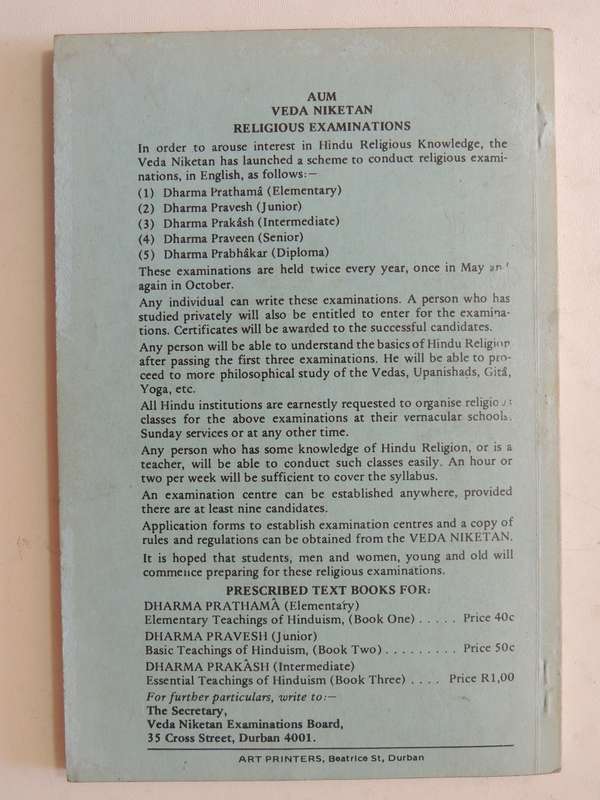 AUM
VEDA NIKETAN
RELIGIOUS EXAMINATIONS
In order to arouse interest in Hindu Religious Knowledge, the
Veda Niketan has launched a scheme to conduct religious exami-
nations, in English, as follows:—
(1) Dharma Prathamâ (Elementary)
(2) Dharma Pravesh (Junior)
(3) Dharma Prakâsh (Intermediate)
(4) Dharma Praveen (Senior)
(5) Dharma Prabhâkar (Diploma)
These examinations are held twice every year, once in May and
again in October.
Any individual can write these examinations. A person who has
studied privately will also be entitled to enter for the examina-
tions. Certificates will be awarded to the successful candidates.
Any person will be able to understand the basics of Hindu Religion
after passing the first three examinations. He will be able to pro-
ceed to more philosophical study of the Vedas, Upanishads, Gitâ,
Yoga, etc.
All Hindu institutions are earnestly requested to organise religious
classes for the above examinations at their vernacular schools.
Sunday services or at any other time.
Any person who has some knowledge of Hindu Religion, or is a
teacher, will be able to conduct such classes easily. An hour or
two per week will be sufficient to cover the syllabus.
An examination centre can be established anywhere, provided
there are at least nine candidates.
Application forms to establish examination centres and a copy of
rules and regulations can be obtained from the VEDA NIKETAN.
It is hoped that students, men and women, young and old will
commence preparing for these religious examinations.
PRESCRIBED TEXT BOOKS FOR:
DHARMA PRATHAMÂ (Elementary)
Elementary Teachings of Hinduism, (Book One) . . . . . Price 40c
DHARMA PRAVESH (Junior)
Basic Teachings of Hinduism, (Book Two) . . . . . . . . . Price 50c
DHARMA PRAKÀSH (Intermediate)
Essential Teachings of Hinduism (Book Three) . . . . Price R1,00
For further particulars, write to:—
The Secretary,
Veda Niketan Examinations Board,
35 Cross Street, Durban 4001.
ART PRINTERS, Beatrice St, Durban